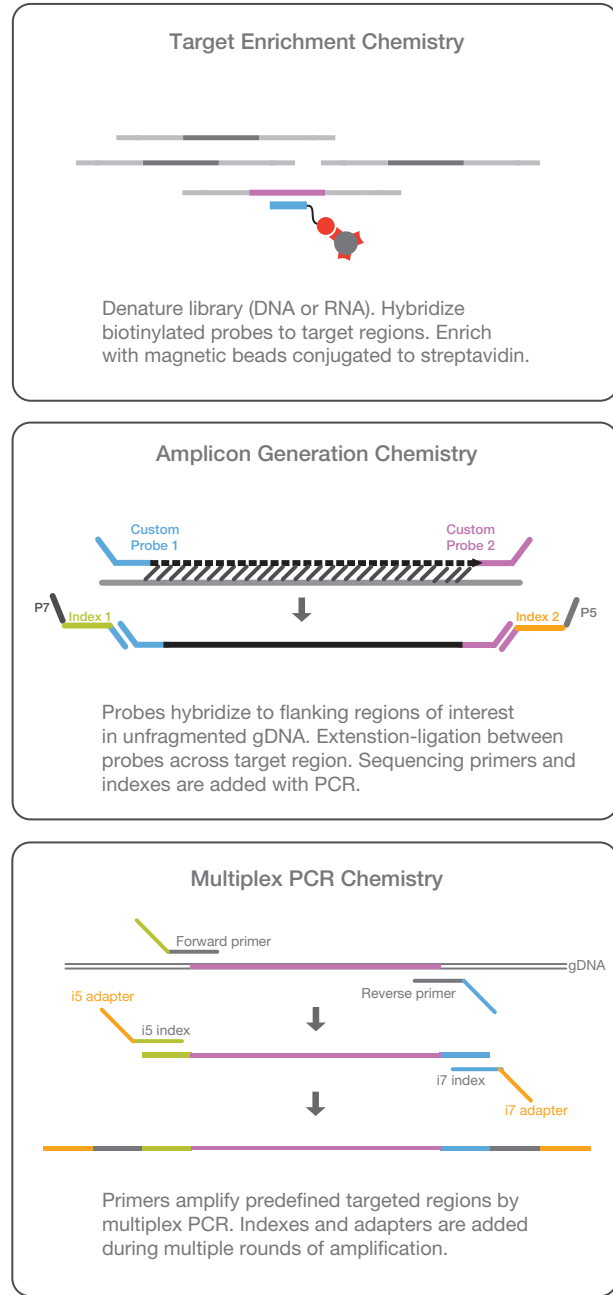 Target Enrichment Chemistry
Denature library (DNA or RNA). Hybridize
biotinylated probes to target regions. Enrich
with magnetic beads conjugated to streptavidin.
Amplicon Generation Chemistry
Custom
Probe 1
Custom
Probe 2
P7
Index 1
Index 2
P5
Probes hybridize to flanking regions of interest
in unfragmented gDNA. Extenstion-ligation between
probes across target region. Sequencing primers and
indexes are added with PCR.
Multiplex PCR Chemistry
Forward primer
gDNA
Reverse primer
i5 adapter
i5 index
i7 index
i7 adapter
Primers amplify predefined targeted regions by
multiplex PCR. Indexes and adapters are added
during multiple rounds of amplification.